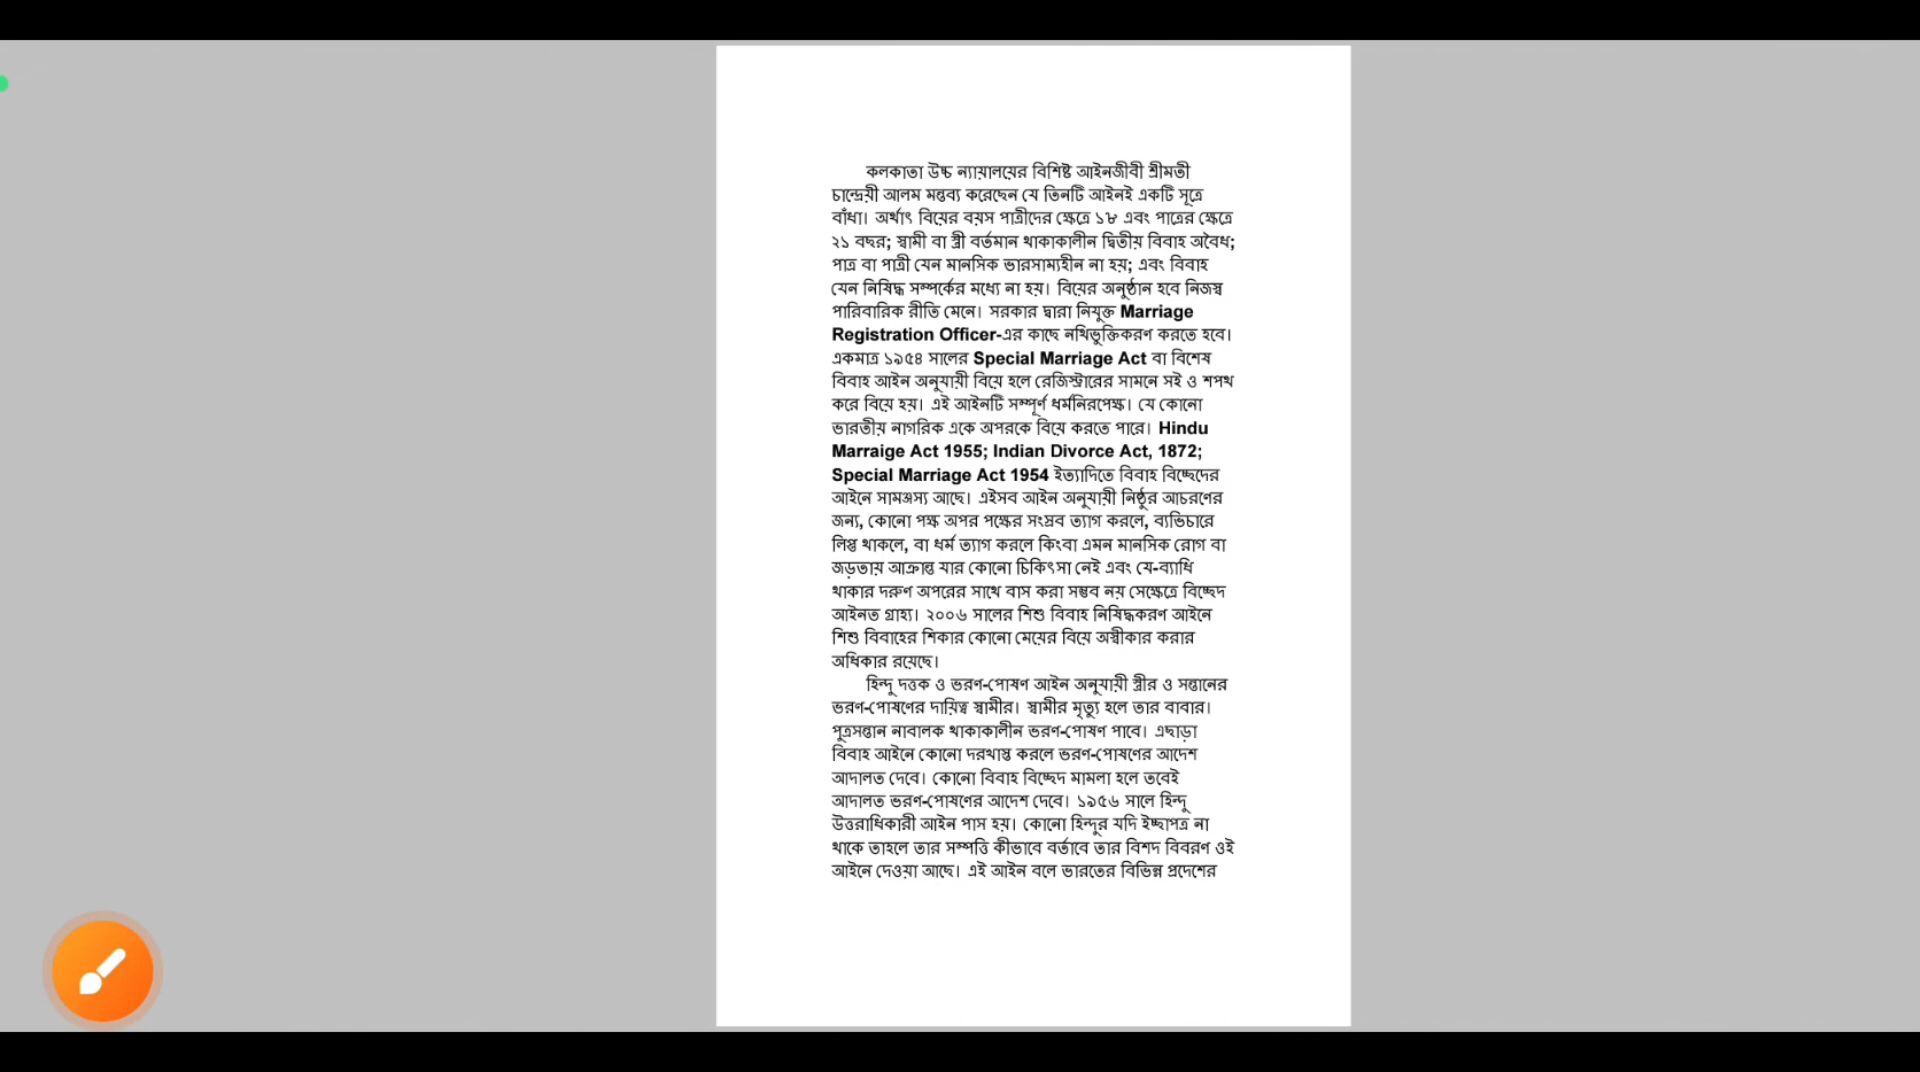 কলকাতা উচ্চ ন্যায়ালয়ের বিশিষ্ট আইনজীবী শ্রীমতী
চান্দ্রেয়ী আলম মন্তব্য করেছেন যে তিনটি আইনই একটি সূত্রে
বাঁধা। অর্থাৎ বিয়ের বয়স পাত্রীদের ক্ষেত্রে ১৮ এবং পাত্রের ক্ষেত্রে
২১ বছর; স্বামী বা স্ত্রী বর্তমান থাকাকালীন দ্বিতীয় বিবাহ অবৈধ;
পাত্র বা পাত্রী যেন মানসিক ভারসাম্যহীন না হয়; এবং বিবাহ
যেন নিষিদ্ধ সম্পর্কের মধ্যে না হয়। বিয়ের অনুষ্ঠান হবে নিজস্ব
পারিবারিক রীতি মেনে। সরকার দ্বারা নিযুক্ত Marriage
Registration Officer-এর কাছে নথিভুক্তিকরণ করতে হবে।
একমাত্র ১৯৫৪ সালের Special Marriage Act বা বিশেষ
বিবাহ আইন অনুযায়ী বিয়ে হলে রেজিস্ট্রারের সামনে সই ও শপথ
করে বিয়ে হয়। এই আইনটি সম্পূর্ণ ধর্মনিরপেক্ষ। যে কোনো
ভারতীয় নাগরিক একে অপরকে বিয়ে করতে পারে। Hindu
Marraige Act 1955; Indian Divorce Act, 1872;
Special Marriage Act 1954 ইত্যাদিতে বিবাহ বিচ্ছেদের
আইনে সামঞ্জস্য আছে। এইসব আইন অনুযায়ী নিষ্ঠুর আচরণের
জন্য, কোনো পক্ষ অপর পক্ষের সংস্রব ত্যাগ করলে, ব্যভিচারে
লিপ্ত থাকলে, বা ধর্ম ত্যাগ করলে কিংবা এমন মানসিক রোগ বা
জড়তায় আক্রান্ত যার কোনো চিকিৎসা নেই এবং যে-ব্যাধি
থাকার দরুণ অপরের সাথে বাস করা সম্ভব নয় সেক্ষেত্রে বিচ্ছেদ
আইনত গ্রাহ্য। ২০০৬ সালের শিশু বিবাহ নিষিদ্ধকরণ আইনে
শিশু বিবাহের শিকার কোনো মেয়ের বিয়ে অস্বীকার করার
অধিকার রয়েছে।
হিন্দু দত্তক ও ভরণ-পোষণ আইন অনুযায়ী স্ত্রীর ও সন্তানের
ভরণ-পোষণের দায়িত্ব স্বামীর। স্বামীর মৃত্যু হলে তার বাবার।
পুত্রসন্তান নাবালক থাকাকালীন ভরণ-পোষণ পাবে। এছাড়া
বিবাহ আইনে কোনো দরখাস্ত করলে ভরণ-পোষণের আদেশ
আদালত দেবে। কোনো বিবাহ বিচ্ছেদ মামলা হলে তবেই
আদালত ভরণ-পোষণের আদেশ দেবে। ১৯৫৬ সালে হিন্দু
উত্তরাধিকারী আইন পাস হয়। কোনো হিন্দুর যদি ইচ্ছাপত্র না
থাকে তাহলে তার সম্পত্তি কীভাবে বর্তাবে তার বিশদ বিবরণ ওই
আইনে দেওয়া আছে। এই আইন বলে ভারতের বিভিন্ন প্রদেশের